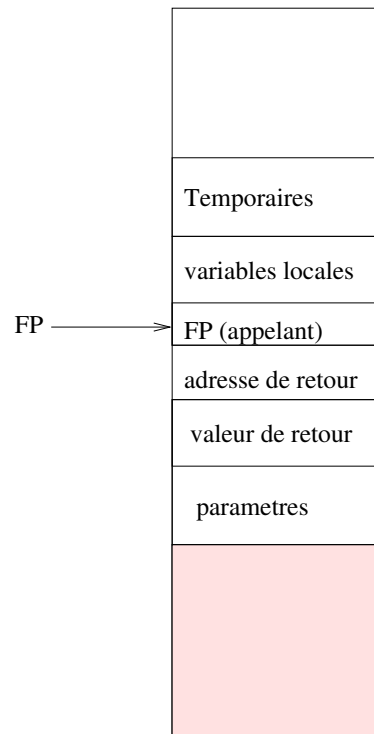 Temporaires
variables locales
FP
FP (appelant)
adresse de retour
valeur de retour
parametres